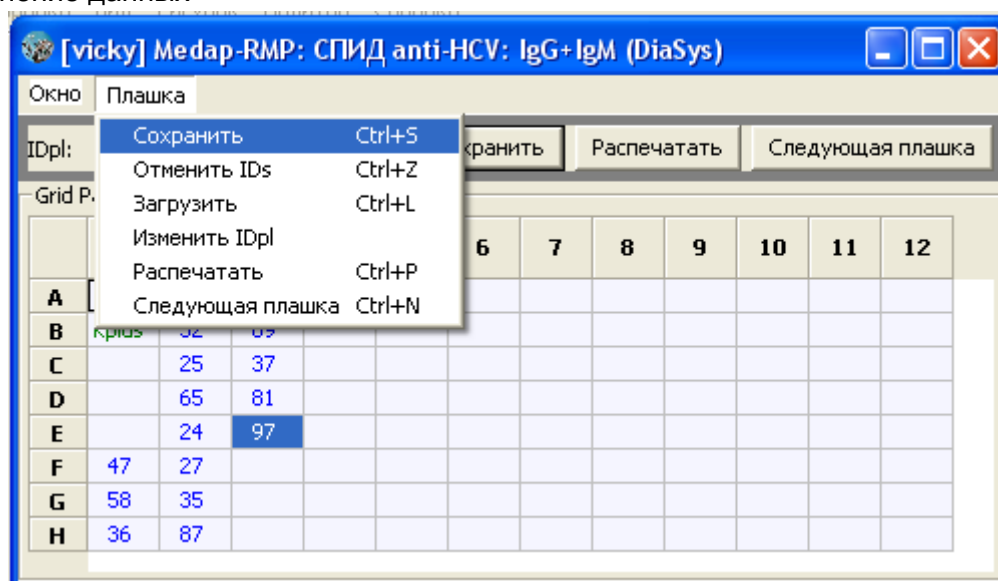 данных
[vicky] Medap-RMP: СПИД anti-HCV: IgG+IgM (DiaSys)
Окно Плашка
IDpl: Распечатать Следующая плашка
Сохранить Ctrl+S
Отменить IDs Ctrl+Z
Загрузить Ctrl+L
Изменить IDpl
Распечатать Ctrl+P
Следующая плашка Ctrl+N
Grid
6 7 8 9 10 11 12
A
B
C 25 37
D 65 81
E 24 97
F 47 27
G 58 35
H 36 87